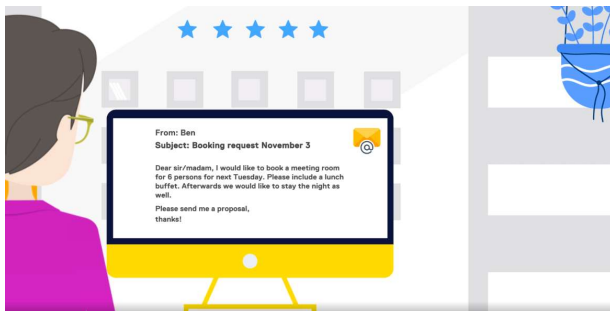 From: Ben
Subject: Booking request November 3
@
Dear sir/madam, I would like to book a meeting room
for 6 persons for next Tuesday. Please include a lunch
buffet. Afterwards we would like to stay the night as
well.
Please send me a proposal,
thanks!